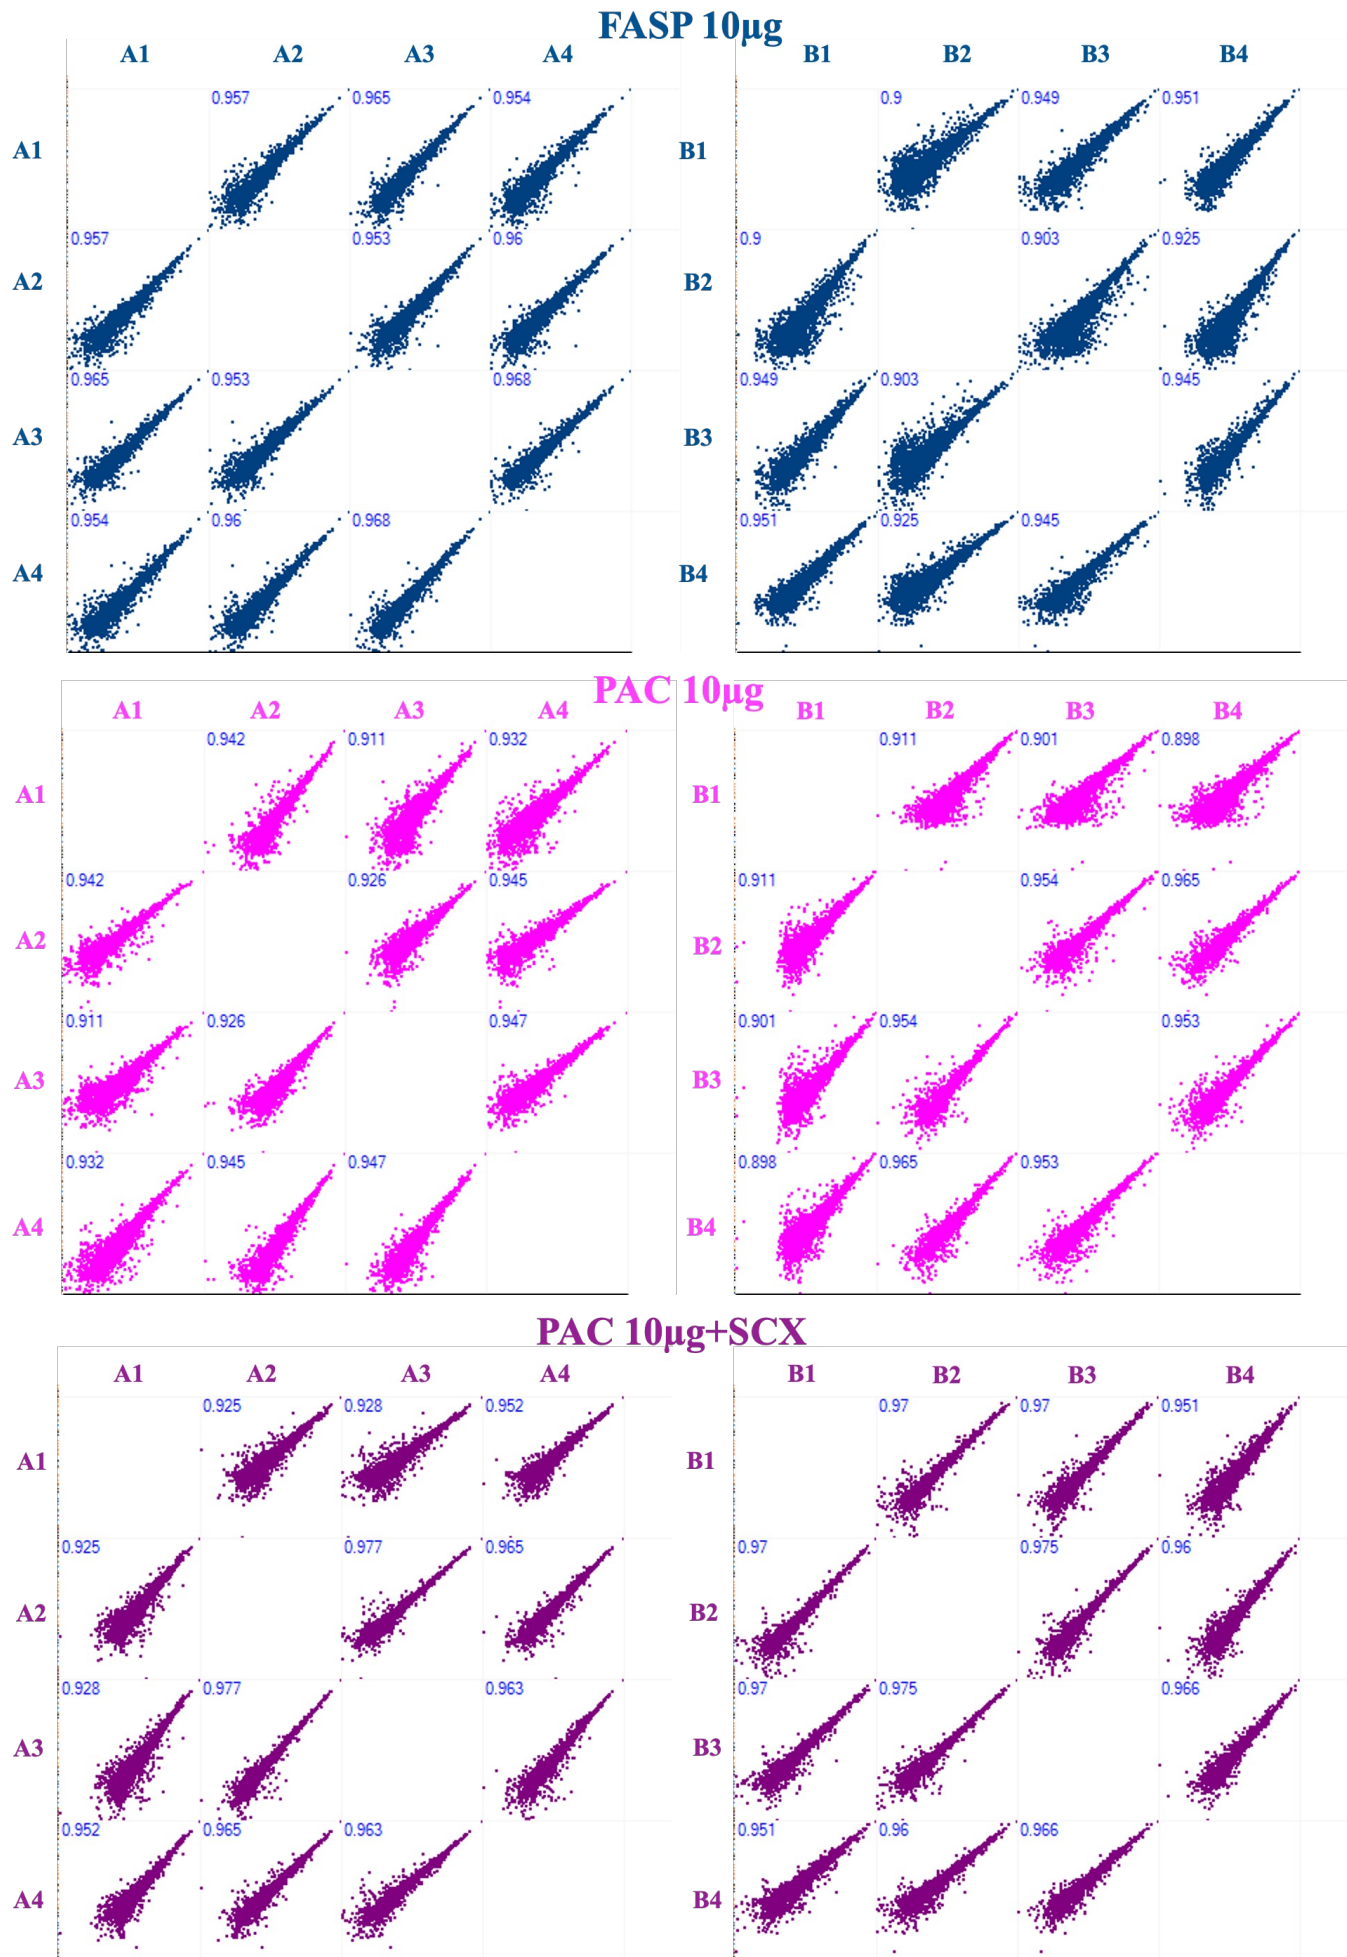 FASP 10µg
A1 A2 A3 A4 B1 B2 B3 B4
A1 0.957 0.965 0.954 B1 0.9 0.949 0.951
A2 0.957 0.953 0.96 B2 0.9 0.903 0.925
A3 0.965 0.953 0.968 B3 0.949 0.903 0.945
A4 0.954 0.96 0.968 B4 0.951 0.925 0.945
PAC 10µg
A1 A2 A3 A4 B1 B2 B3 B4
A1 0.942 0.911 0.932 B1 0.911 0.901 0.898
A2 0.942 0.926 0.945 B2 0.911 0.954 0.965
A3 0.911 0.926 0.947 B3 0.901 0.954 0.953
A4 0.932 0.945 0.947 B4 0.898 0.965 0.953
PAC 10µg+SCX
A1 A2 A3 A4 B1 B2 B3 B4
A1 0.925 0.928 0.952 B1 0.97 0.97 0.951
A2 0.925 0.977 0.965 B2 0.97 0.975 0.96
A3 0.928 0.977 0.963 B3 0.97 0.975 0.966
A4 0.952 0.965 0.963 B4 0.951 0.96 0.966